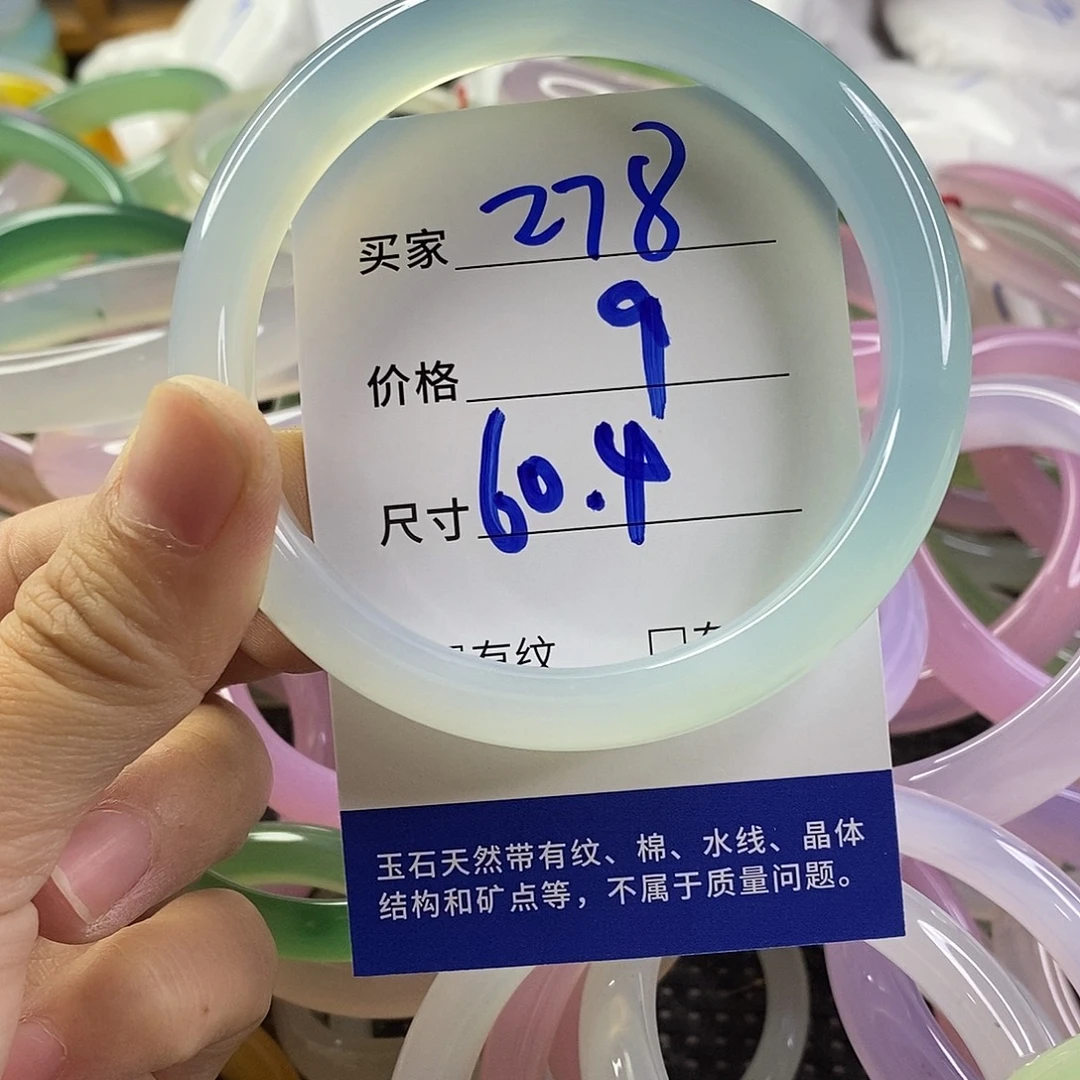 买家 278
价格 9
尺寸 60.4
有纹
玉石天然带有纹、棉、水线、晶体
结构和矿点等，不属于质量问题。